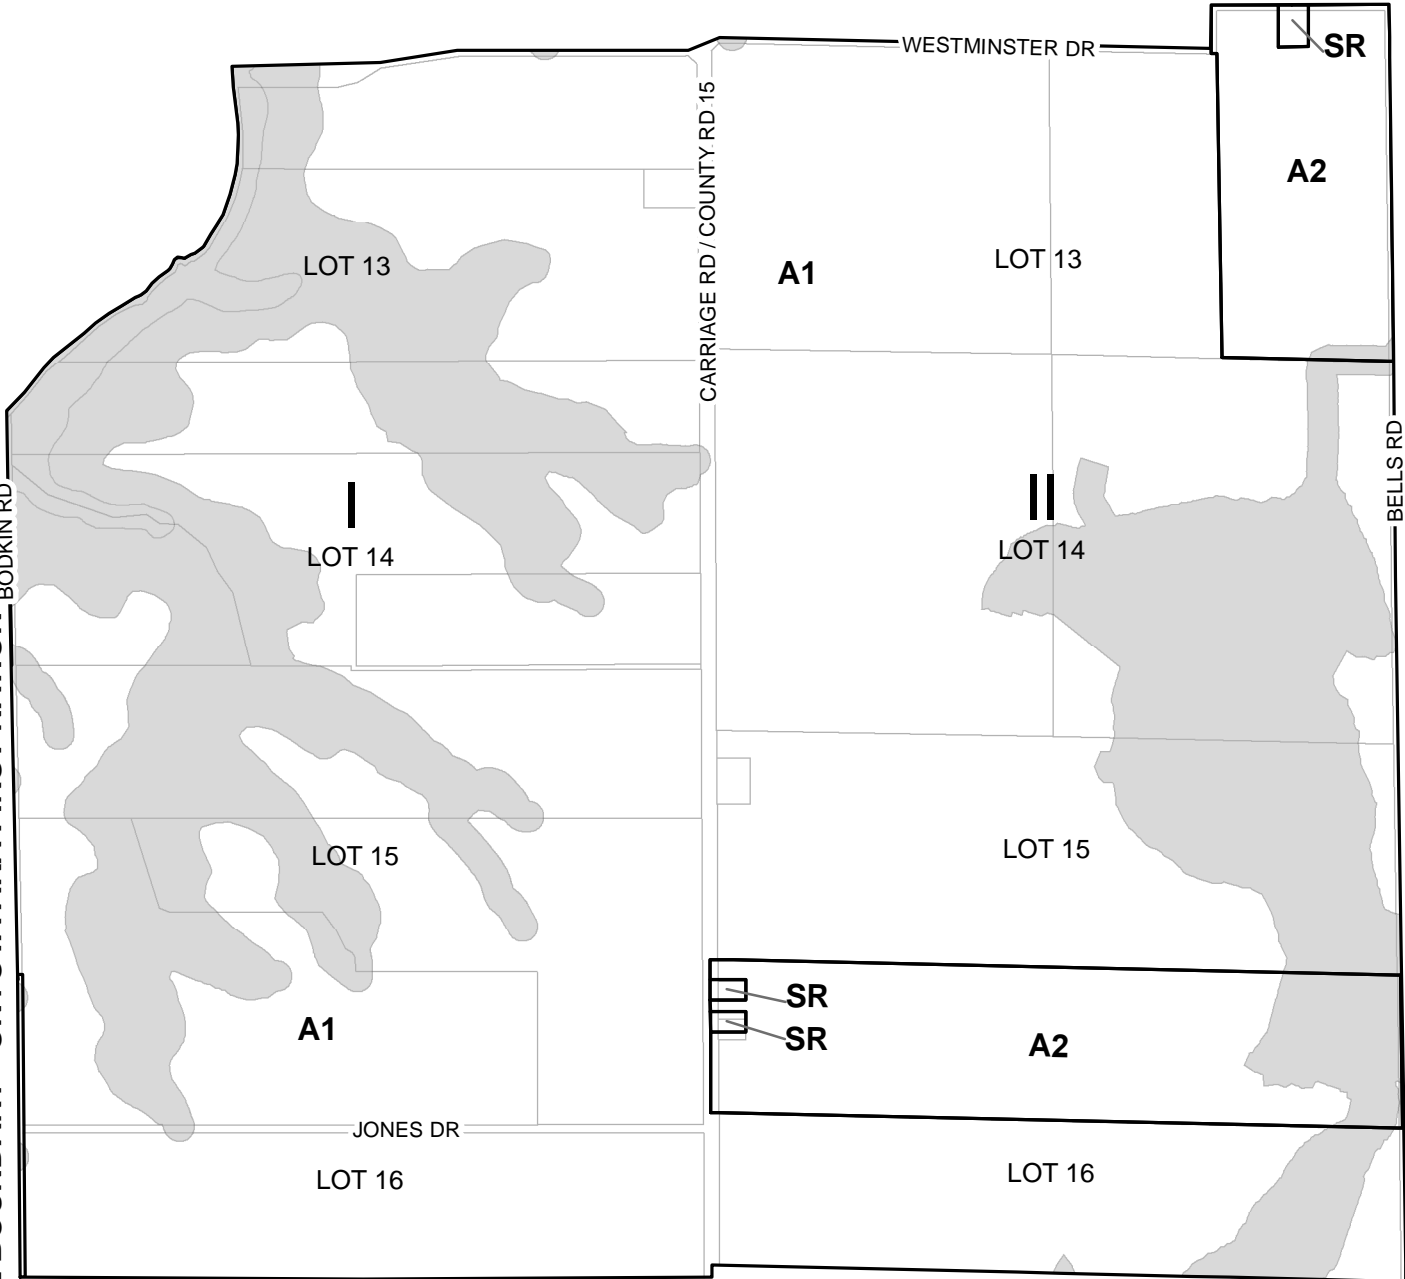 WESTMINSTER DR
SR
A2
CARRIAGE RD / COUNTY RD 15
LOT 13
A1
LOT 13
BELLS RD
BODKIN RD
I
II
LOT 14
LOT 14
LOT 15
LOT 15
SR
SR
A1
A2
JONES DR
LOT 16
LOT 16